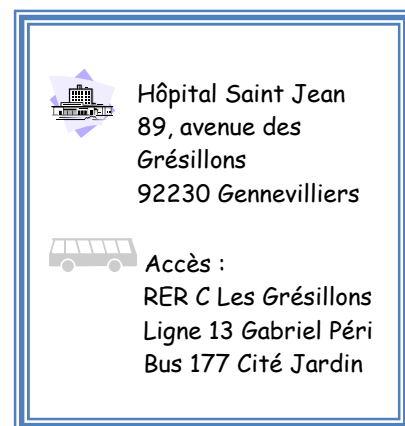 Hôpital Saint Jean
89, avenue des
Grésillons
92230 Gennevilliers
Accès :
RER C Les Grésillons
Ligne 13 Gabriel Péri
Bus 177 Cité Jardin